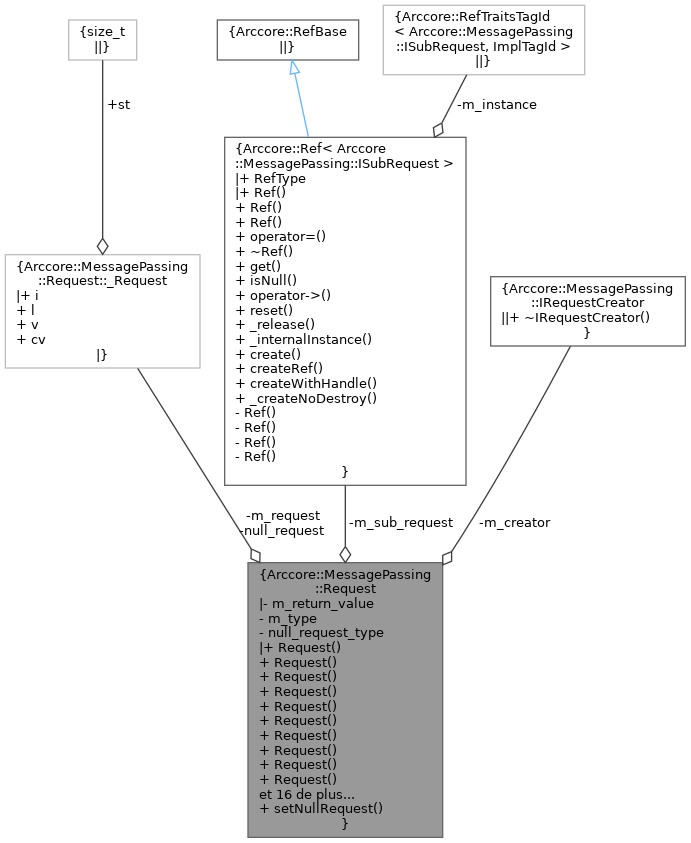 {size_t
||}
{Arccore::RefBase
||}
{Arccore::RefTraitsTagId
< Arccore::MessagePassing
::ISubRequest, ImplTagId >
||}
+st
-m_instance
{Arccore::Ref< Arccore
::MessagePassing::ISubRequest >
|+ RefType
|+ Ref()
+ Ref()
+ Ref()
+ operator=()
+ ~Ref()
+ get()
+ isNull()
+ operator->()
+ reset()
+ _release()
+ _internalInstance()
+ create()
+ createRef()
+ createWithHandle()
+ _createNoDestroy()
- Ref()
- Ref()
- Ref()
- Ref()
}
{Arccore::MessagePassing
::Request::_Request
|+ i
+ l
+ v
+ cv
|}
{Arccore::MessagePassing
::IRequestCreator
||+ ~IRequestCreator()
}
-m_request
-null_request
-m_sub_request
-m_creator
{Arccore::MessagePassing
::Request
|- m_return_value
- m_type
- null_request_type
|+ Request()
+ Request()
+ Request()
+ Request()
+ Request()
+ Request()
+ Request()
+ Request()
+ Request()
+ Request()
et 16 de plus...
+ setNullRequest()
}